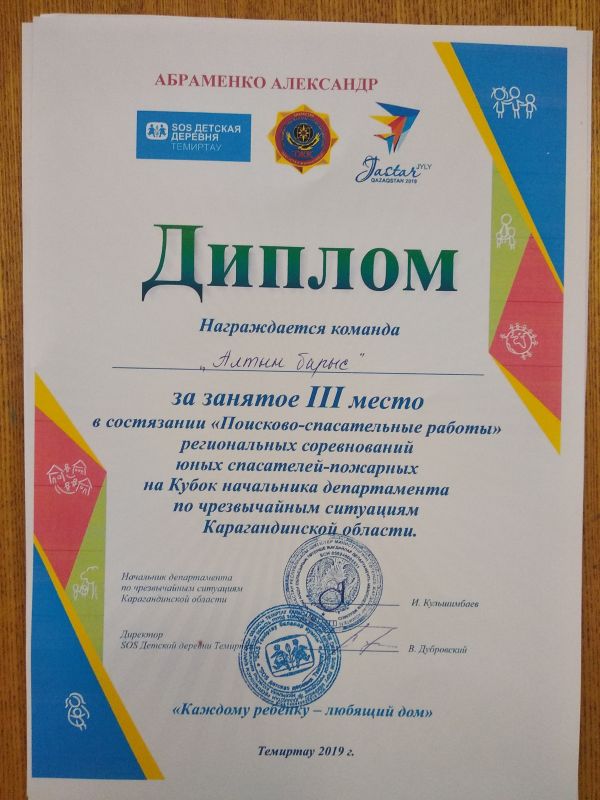 АБРАМЕНКО АЛЕКСАНДР
SOS ДЕТСКАЯ
ДЕРЕВНЯ
ТЕМИРТАУ
Jastar JYLY
QAZAQSTAN 2019
Диплом
Награждается команда
„Алтын барыс"
за занятое III место
в состязании «Поисково-спасательные работы»
региональных соревнований
юных спасателей-пожарных
на Кубок начальника департамента
по чрезвычайным ситуациям
Карагандинской области.
Начальник департамента
по чрезвычайным ситуациям
Карагандинской области
И. Кульшимбаев
Директор
SOS Детской деревни Темиртау
В. Дубровский
«Каждому ребенку – любящий дом»
Темиртау 2019 г.